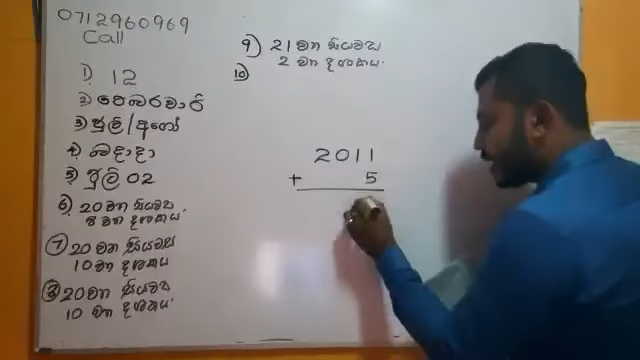 0712960969
Call
1) 12
2) පෙබරවාරි
3) ජුලි/අගෝ
4) බදාදා
5) ජුලි 02
6) 20 වන සියවස
8 වන දශකය.
7) 20 වන සියවස
10 වන දශකය
8) 20 වන සියවස
10 වන දශකය.
9) 21 වන සියවස
2 වන දශකය.
10)
2011
+ 5